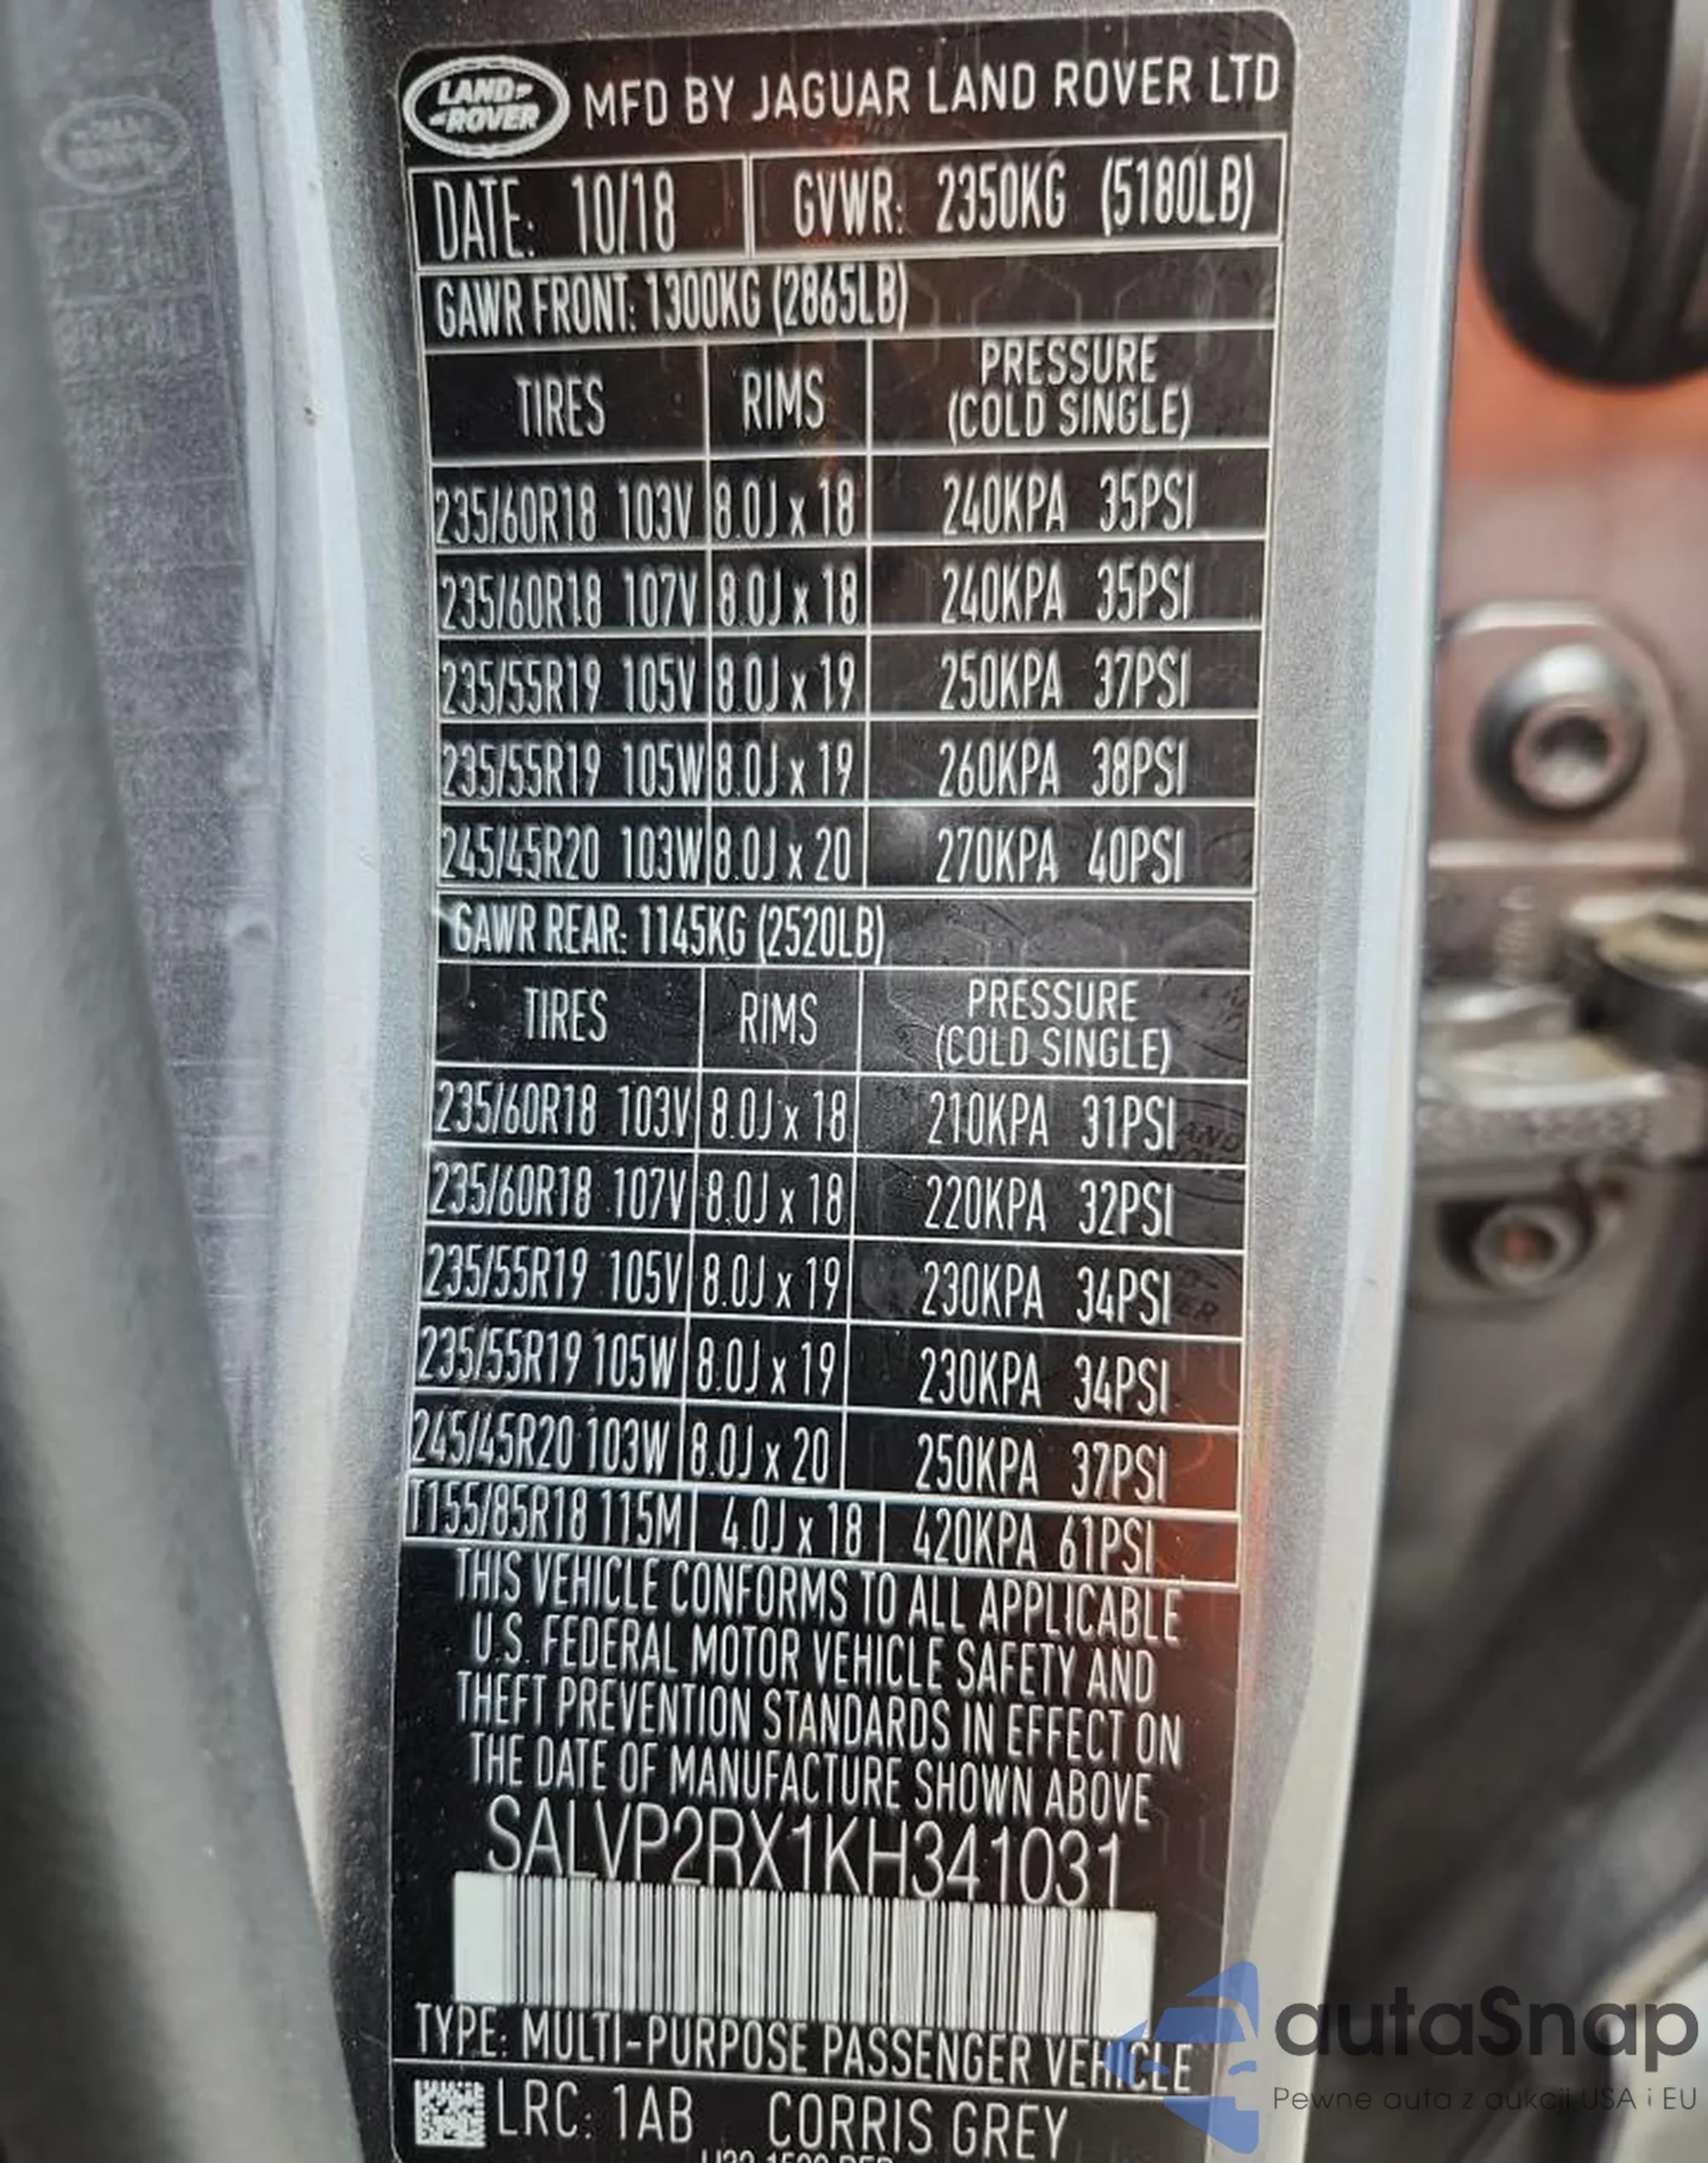 LAND ROVER MFD BY JAGUAR LAND ROVER LTD
DATE: 10/18 GVWR: 2350KG (5180LB)
GAWR FRONT: 1300KG (2865LB)
TIRES RIMS PRESSURE (COLD SINGLE)
235/60R18 103V 8.0J x 18 240KPA 35PSI
235/60R18 107V 8.0J x 18 240KPA 35PSI
235/55R19 105V 8.0J x 19 250KPA 37PSI
235/55R19 105W 8.0J x 19 260KPA 38PSI
245/45R20 103W 8.0J x 20 270KPA 40PSI
GAWR REAR: 1145KG (2520LB)
TIRES RIMS PRESSURE (COLD SINGLE)
235/60R18 103V 8.0J x 18 210KPA 31PSI
235/60R18 107V 8.0J x 18 220KPA 32PSI
235/55R19 105V 8.0J x 19 230KPA 34PSI
235/55R19 105W 8.0J x 19 230KPA 34PSI
245/45R20 103W 8.0J x 20 250KPA 37PSI
T155/85R18 115M 4.0J x 18 420KPA 61PSI
THIS VEHICLE CONFORMS TO ALL APPLICABLE
U.S. FEDERAL MOTOR VEHICLE SAFETY AND
THEFT PREVENTION STANDARDS IN EFFECT ON
THE DATE OF MANUFACTURE SHOWN ABOVE
SALVP2RX1KH341031
TYPE: MULTI-PURPOSE PASSENGER VEHICLE
LRC: 1AB CORRIS GREY
autaSnap
Pewne auta z aukcji USA i EU